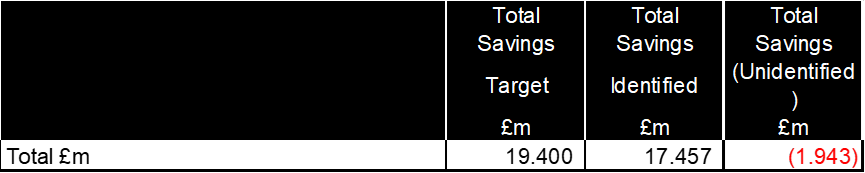 Total Total Total
Savings Savings Savings
Target Identified (Unidentified
)
£m £m £m
Total £m 19.400 17.457 (1.943)